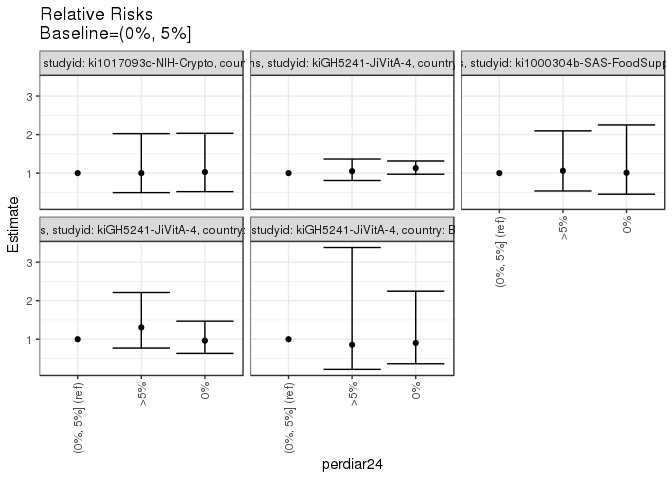 Relative Risks
Baseline=(0%, 5%]
studyid: ki1017093c-NIH-Crypto,
studyid: kiGH5241-JiVitA-4, country
studyid: ki1000304b-SAS-FoodSupp
3
2
1
studyid: kiGH5241-JiVitA-4, country:
studyid: kiGH5241-JiVitA-4, country: B
3
2
1
Estimate
(0%, 5%] (ref)
>5%
0%
(0%, 5%] (ref)
>5%
0%
(0%, 5%] (ref)
>5%
0%
perdiar24